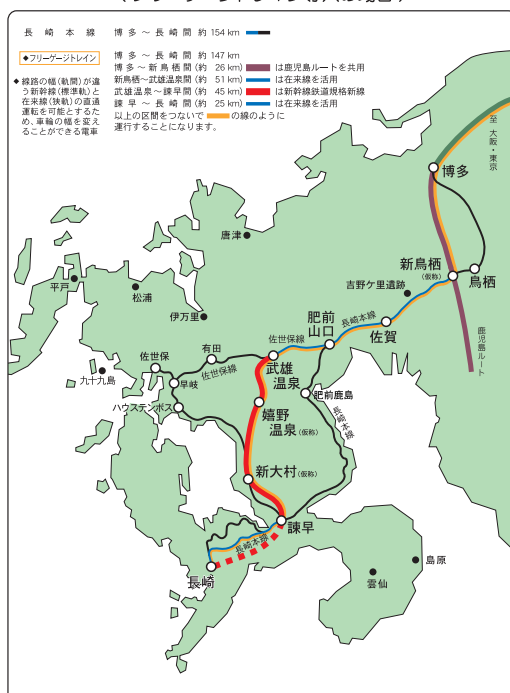 長崎本線 博多～長崎間 約154km
◆フリーゲージトレイン 博多～長崎間 約147km
博多～新鳥栖間(約 26km) は鹿児島ルートを共用
新鳥栖～武雄温泉間(約 51km) は在来線を活用
武雄温泉～諫早間(約 45km) は新幹線鉄道規格新線
諫早～長崎間(約 25km) は在来線を活用
以上の区間をつないで の線のように
運行することになります。
◆線路の幅(軌間)が違
う新幹線(標準軌)と
在来線(狭軌)の直通
運転を可能とするた
め、車輪の幅を変え
ることができる電車
至 大阪・東京
博多
唐津
新鳥栖
(仮称)
鳥栖
吉野ケ里遺跡
平戸
松浦
伊万里
肥前
山口
長崎本線
佐賀
鹿児島ルート
佐世保線
有田
佐世保
佐世保線
武雄
温泉
九十九島
早岐
肥前鹿島
ハウステンボス
嬉野
温泉(仮称)
長崎本線
新大村(仮称)
諫早
長崎本線
長崎
島原
雲仙